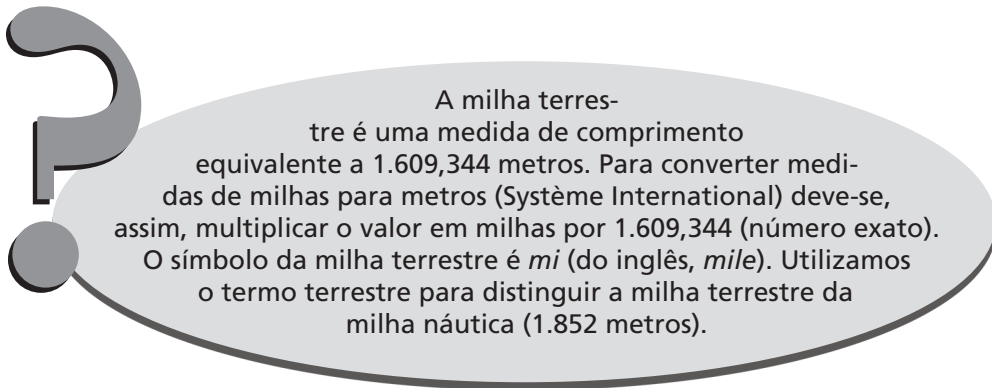 A milha terres-
tre é uma medida de comprimento
equivalente a 1.609,344 metros. Para converter medi-
das de milhas para metros (Système International) deve-se,
assim, multiplicar o valor em milhas por 1.609,344 (número exato).
O símbolo da milha terrestre é mi (do inglês, mile). Utilizamos
o termo terrestre para distinguir a milha terrestre da
milha náutica (1.852 metros).